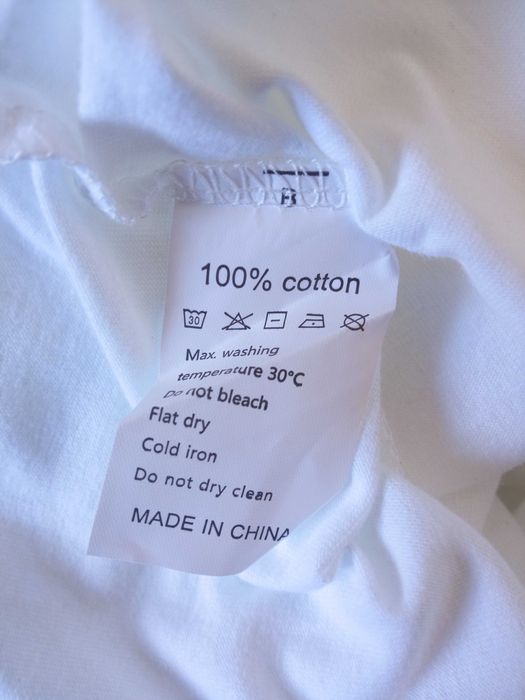 100% cotton
30
Max. washing
temperature 30°C
Do not bleach
Flat dry
Cold iron
Do not dry clean
MADE IN CHINA